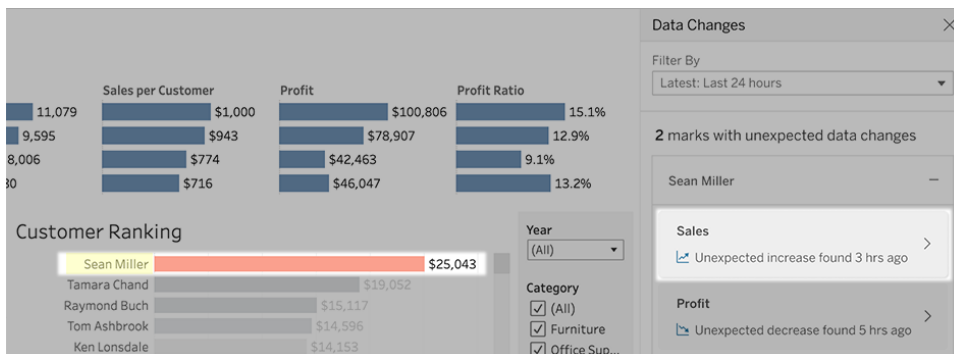 Data Changes
Filter By
Latest: Last 24 hours
2 marks with unexpected data changes
Sean Miller
Sales
Unexpected increase found 3 hrs ago
Profit
Unexpected decrease found 5 hrs ago
Sales per Customer Profit Profit Ratio
11,079 $1,000 $100,806 15.1%
9,595 $943 $78,907 12.9%
8,006 $774 $42,463 9.1%
$716 $46,047 13.2%
Customer Ranking
Sean Miller $25,043
Tamara Chand $19,052
Raymond Buch $15,117
Tom Ashbrook $14,596
Ken Lonsdale $14,153
Year
(All)
Category
(All)
Furniture
Office Sup...